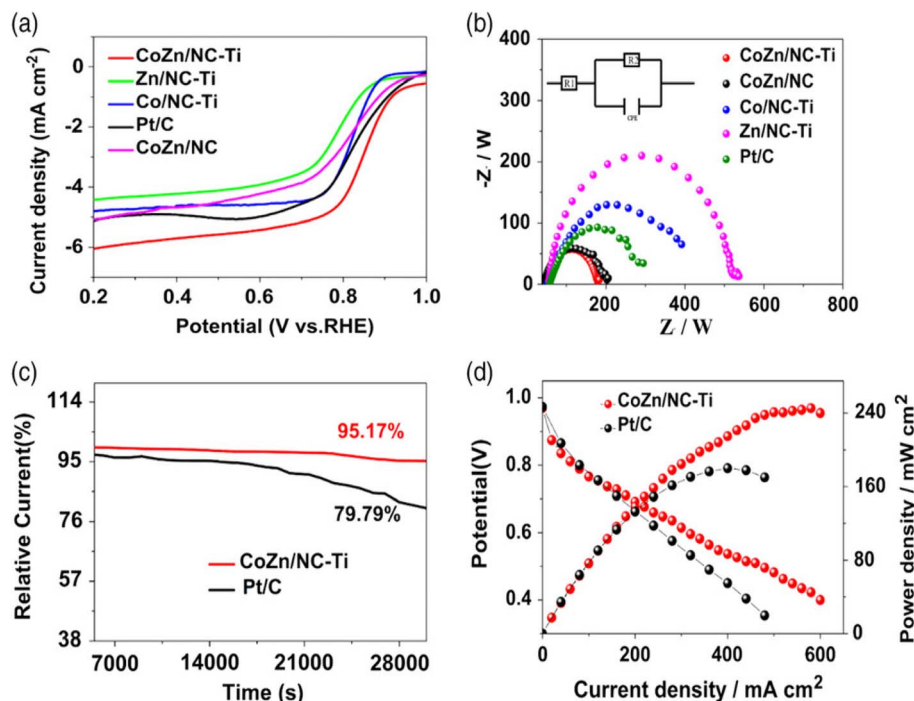 (a)
Current density (mA cm-2)
0
-2
-4
-6
0.2
0.4
0.6
0.8
1.0
Potential (V vs.RHE)
CoZn/NC-Ti
Zn/NC-Ti
Co/NC-Ti
Pt/C
CoZn/NC
(b)
-Z / W
400
350
300
250
200
150
100
50
0
0
200
400
600
800
Z / W
R1
R2
CPE
CoZn/NC-Ti
CoZn/NC
Co/NC-Ti
Zn/NC-Ti
Pt/C
(c)
Relative Current(%)
114
95
76
57
38
7000
14000
21000
28000
Time (s)
95.17%
79.79%
CoZn/NC-Ti
Pt/C
(d)
Potential(V)
1.0
0.8
0.6
0.4
0
200
400
600
Current density / mA cm2
Power density / mW cm2
240
160
80
0
CoZn/NC-Ti
Pt/C